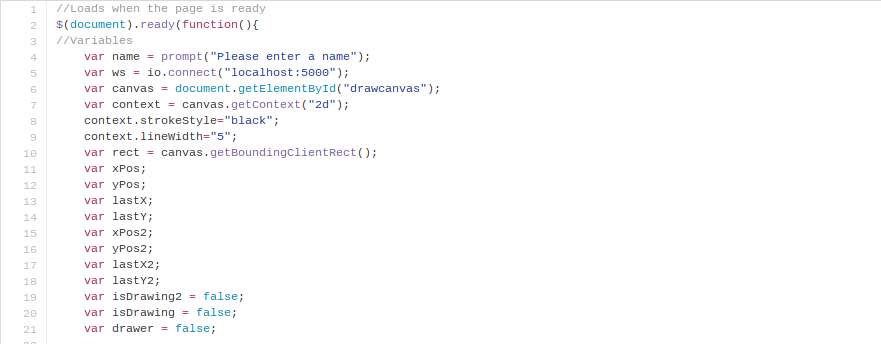 1 //Loads when the page is ready
2 $(document).ready(function(){
3 //Variables
4 var name = prompt("Please enter a name");
5 var ws = io.connect("localhost:5000");
6 var canvas = document.getElementById("drawcanvas");
7 var context = canvas.getContext("2d");
8 context.strokeStyle="black";
9 context.lineWidth="5";
10 var rect = canvas.getBoundingClientRect();
11 var xPos;
12 var yPos;
13 var lastX;
14 var lastY;
15 var xPos2;
16 var yPos2;
17 var lastX2;
18 var lastY2;
19 var isDrawing2 = false;
20 var isDrawing = false;
21 var drawer = false;